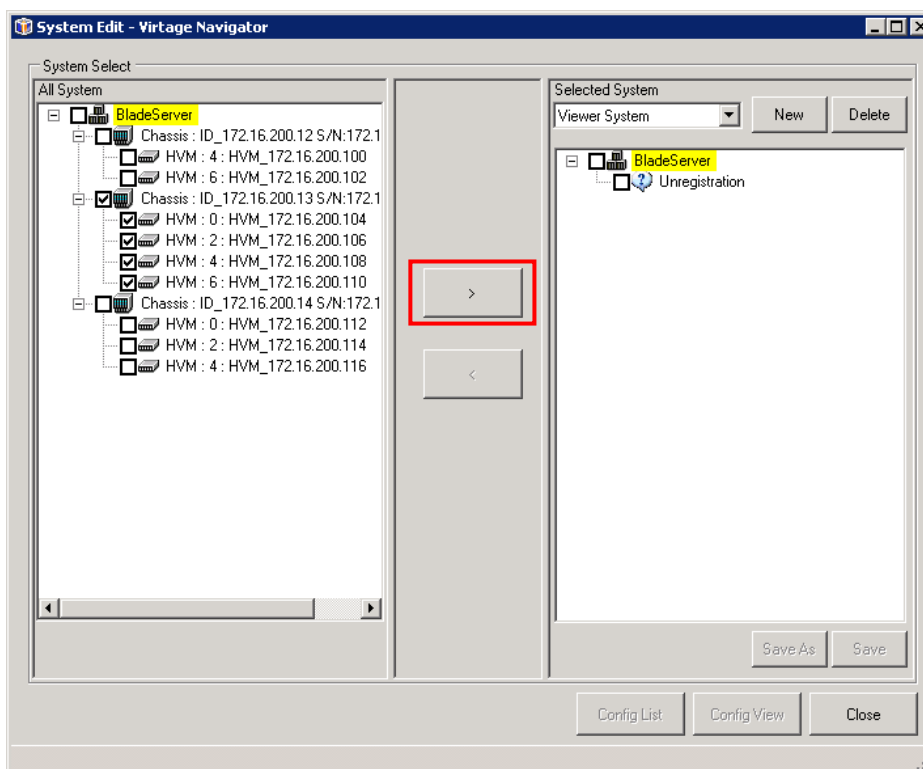 System Edit - Virtage Navigator
System Select
All System
BladeServer
Chassis : ID_172.16.200.12 S/N:172.1
HVM : 4 : HVM_172.16.200.100
HVM : 6 : HVM_172.16.200.102
Chassis : ID_172.16.200.13 S/N:172.1
HVM : 0 : HVM_172.16.200.104
HVM : 2 : HVM_172.16.200.106
HVM : 4 : HVM_172.16.200.108
HVM : 6 : HVM_172.16.200.110
Chassis : ID_172.16.200.14 S/N:172.1
HVM : 0 : HVM_172.16.200.112
HVM : 2 : HVM_172.16.200.114
HVM : 4 : HVM_172.16.200.116
>
<
Selected System
Viewer System
New
Delete
BladeServer
Unregistration
Save As
Save
Config List
Config View
Close